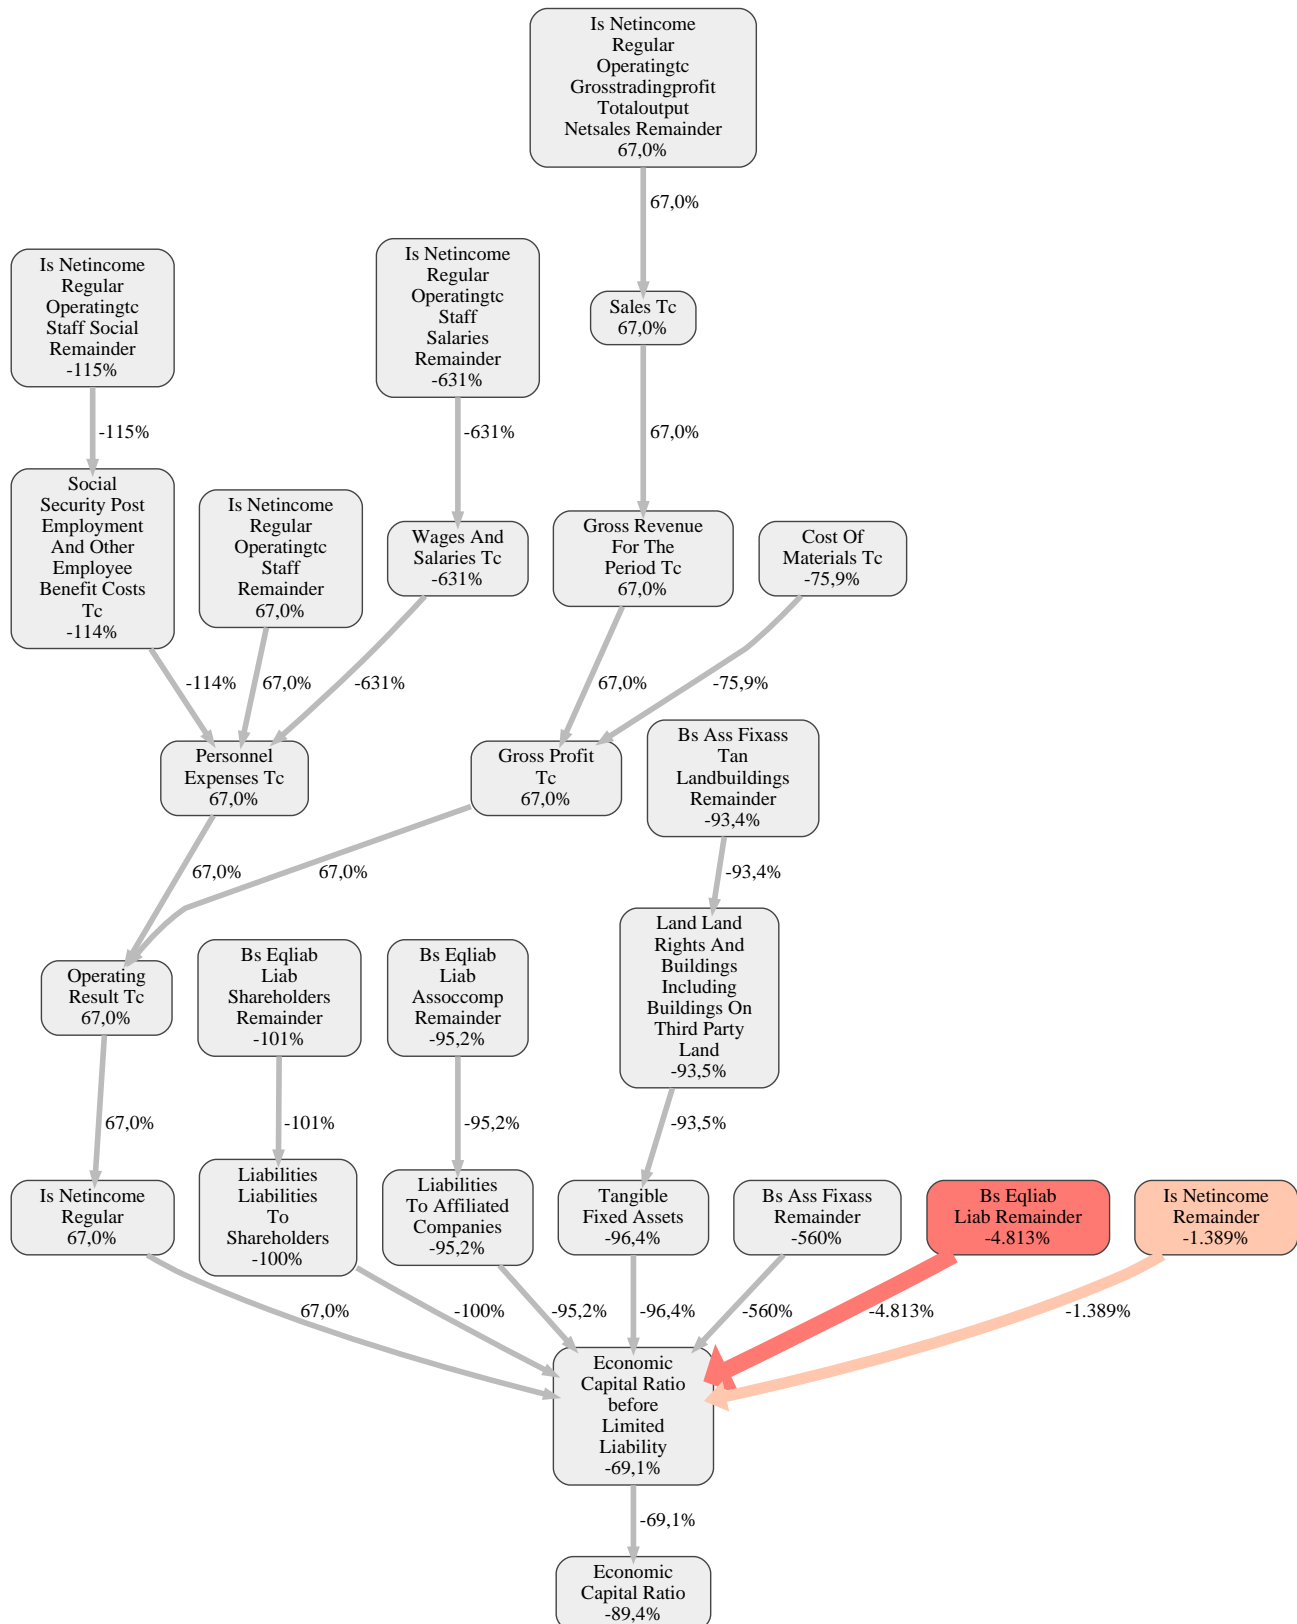 Is Netincome
Regular
Operatingtc
Grosstradingprofit
Totaloutput
Netsales Remainder
67,0%
67,0%
Is Netincome
Regular
Operatingtc
Staff Social
Remainder
-115%
Is Netincome
Regular
Operatingtc
Staff
Salaries
Remainder
-631%
Sales Tc
67,0%
-115%
-631%
67,0%
Social
Security Post
Employment
And Other
Employee
Benefit Costs
Tc
-114%
Is Netincome
Regular
Operatingtc
Staff
Remainder
67,0%
Wages And
Salaries Tc
-631%
Gross Revenue
For The
Period Tc
67,0%
Cost Of
Materials Tc
-75,9%
-114%
67,0%
-631%
67,0%
-75,9%
Personnel
Expenses Tc
67,0%
Gross Profit
Tc
67,0%
Bs Ass Fixass
Tan
Landbuildings
Remainder
-93,4%
67,0%
67,0%
-93,4%
Operating
Result Tc
67,0%
Bs Eqliab
Liab
Shareholders
Remainder
-101%
Bs Eqliab
Liab
Assoccomp
Remainder
-95,2%
Land Land
Rights And
Buildings
Including
Buildings On
Third Party
Land
-93,5%
67,0%
-101%
-95,2%
-93,5%
Is Netincome
Regular
67,0%
Liabilities
Liabilities
To
Shareholders
-100%
Liabilities
To Affiliated
Companies
-95,2%
Tangible
Fixed Assets
-96,4%
Bs Ass Fixass
Remainder
-560%
Bs Eqliab
Liab Remainder
-4.813%
Is Netincome
Remainder
-1.389%
67,0%
-100%
-95,2%
-96,4%
-560%
-4.813%
-1.389%
Economic
Capital Ratio
before
Limited
Liability
-69,1%
-69,1%
Economic
Capital Ratio
-89,4%